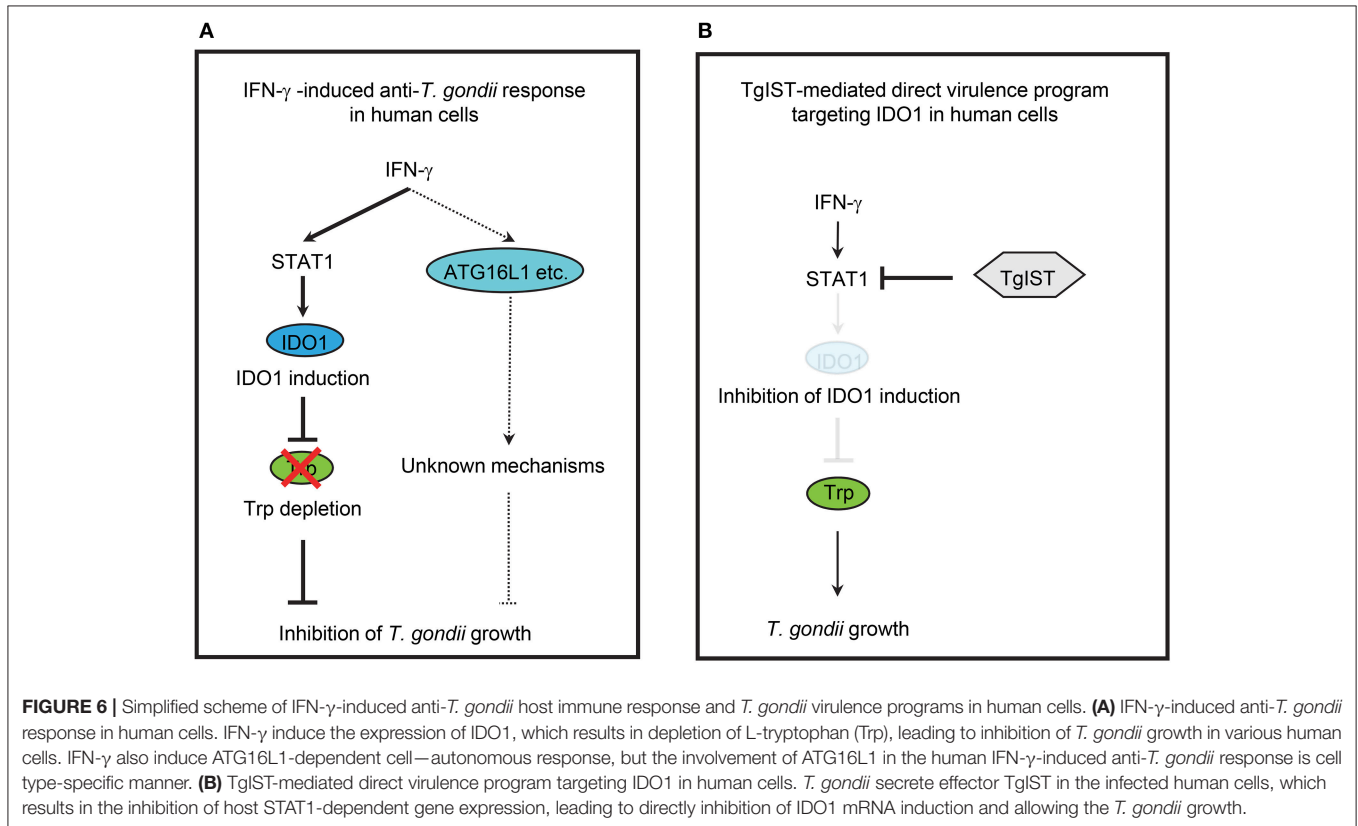 A
IFN-γ -induced anti-T. gondii response
in human cells
IFN-γ
STAT1
ATG16L1 etc.
IDO1
IDO1 induction
Trp
Unknown mechanisms
Trp depletion
Inhibition of T. gondii growth
B
TgIST-mediated direct virulence program
targeting IDO1 in human cells
IFN-γ
STAT1
TgIST
IDO1
Inhibition of IDO1 induction
Trp
T. gondii growth
FIGURE 6 | Simplified scheme of IFN-γ-induced anti-T. gondii host immune response and T. gondii virulence programs in human cells. (A) IFN-γ-induced anti-T. gondii
response in human cells. IFN-γ induce the expression of IDO1, which results in depletion of L-tryptophan (Trp), leading to inhibition of T. gondii growth in various human
cells. IFN-γ also induce ATG16L1-dependent cell—autonomous response, but the involvement of ATG16L1 in the human IFN-γ-induced anti-T. gondii response is cell
type-specific manner. (B) TgIST-mediated direct virulence program targeting IDO1 in human cells. T. gondii secrete effector TgIST in the infected human cells, which
results in the inhibition of host STAT1-dependent gene expression, leading to directly inhibition of IDO1 mRNA induction and allowing the T. gondii growth.